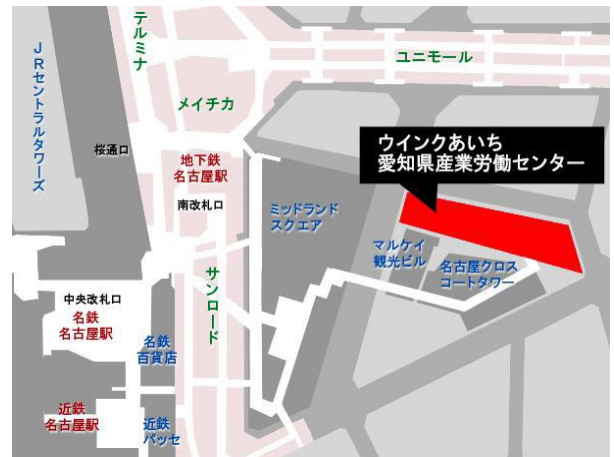 テルミナ
ユニモール
JRセントラルタワーズ
メイチカ
桜通口
地下鉄
名古屋駅
南改札口
ウインクあいち
愛知県産業労働センター
ミッドランド
スクエア
マルケイ
観光ビル
名古屋クロス
コートタワー
サンロード
中央改札口
名鉄
名古屋駅
名鉄
百貨店
近鉄
名古屋駅
近鉄
パッセ